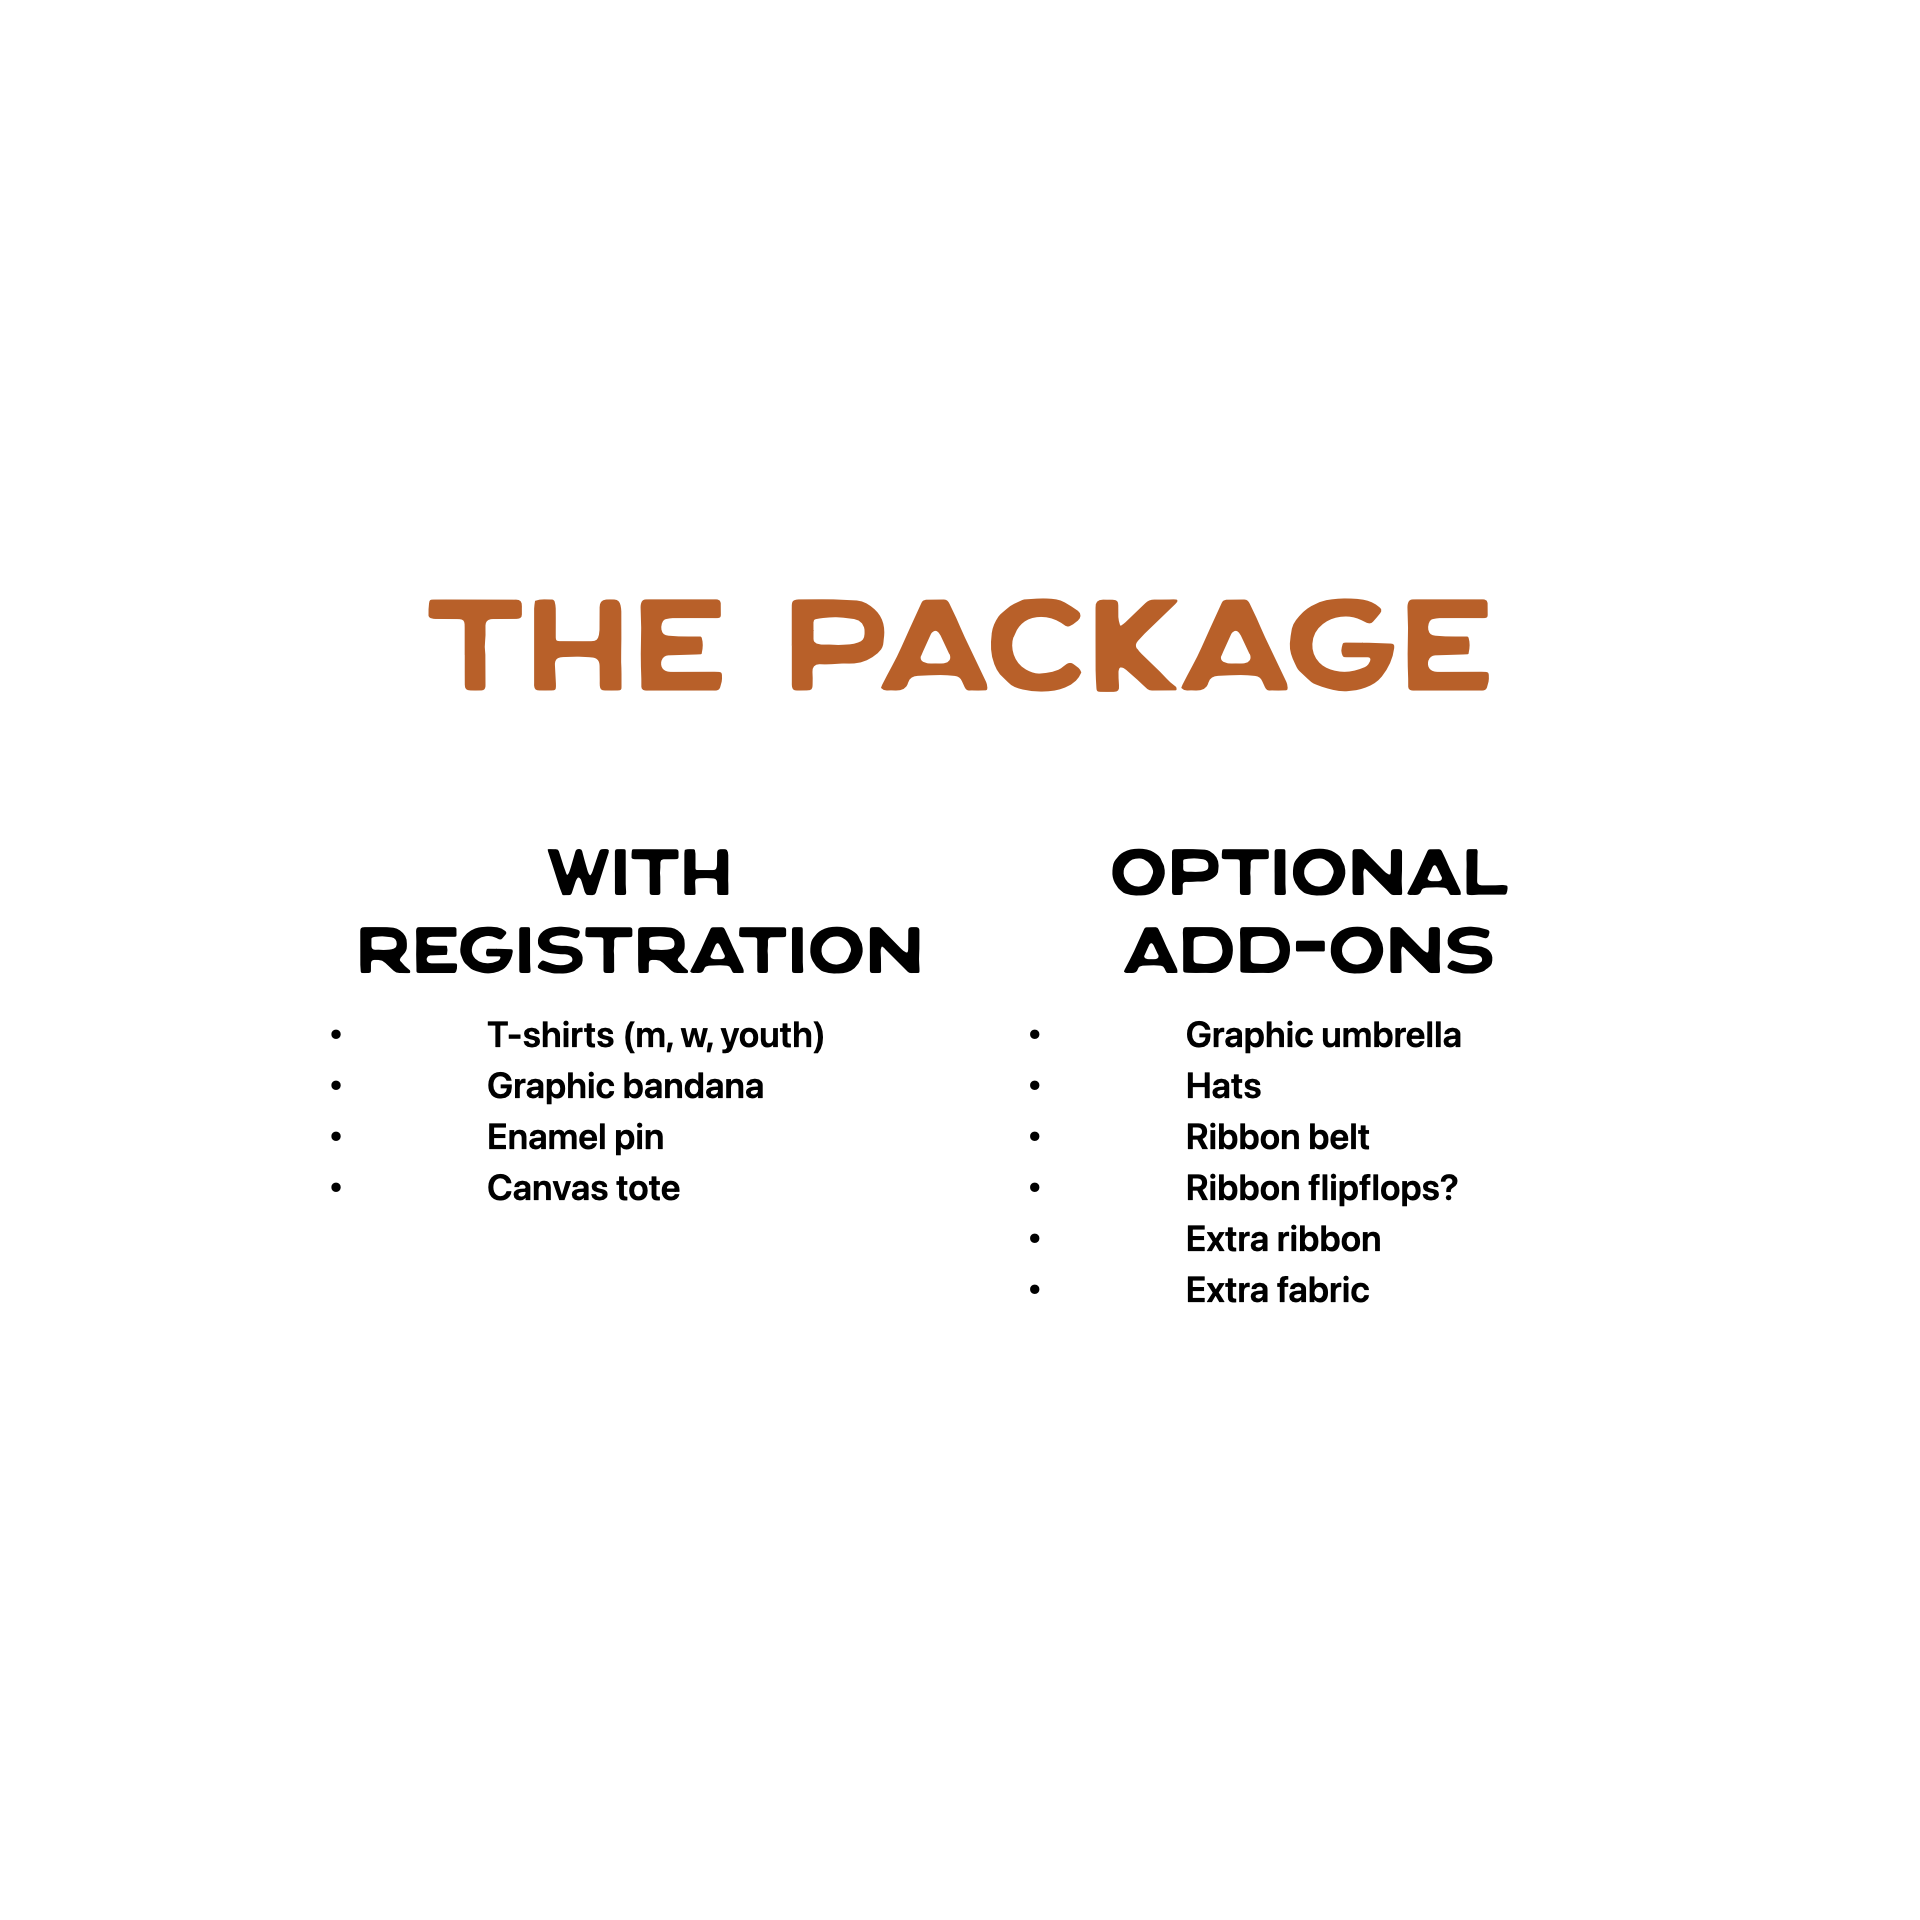 THE PACKAGE
WITH
REGISTRATION
• T-shirts (m, w, youth)
• Graphic bandana
• Enamel pin
• Canvas tote
OPTIONAL
ADD-ONS
• Graphic umbrella
• Hats
• Ribbon belt
• Ribbon flipflops?
• Extra ribbon
• Extra fabric